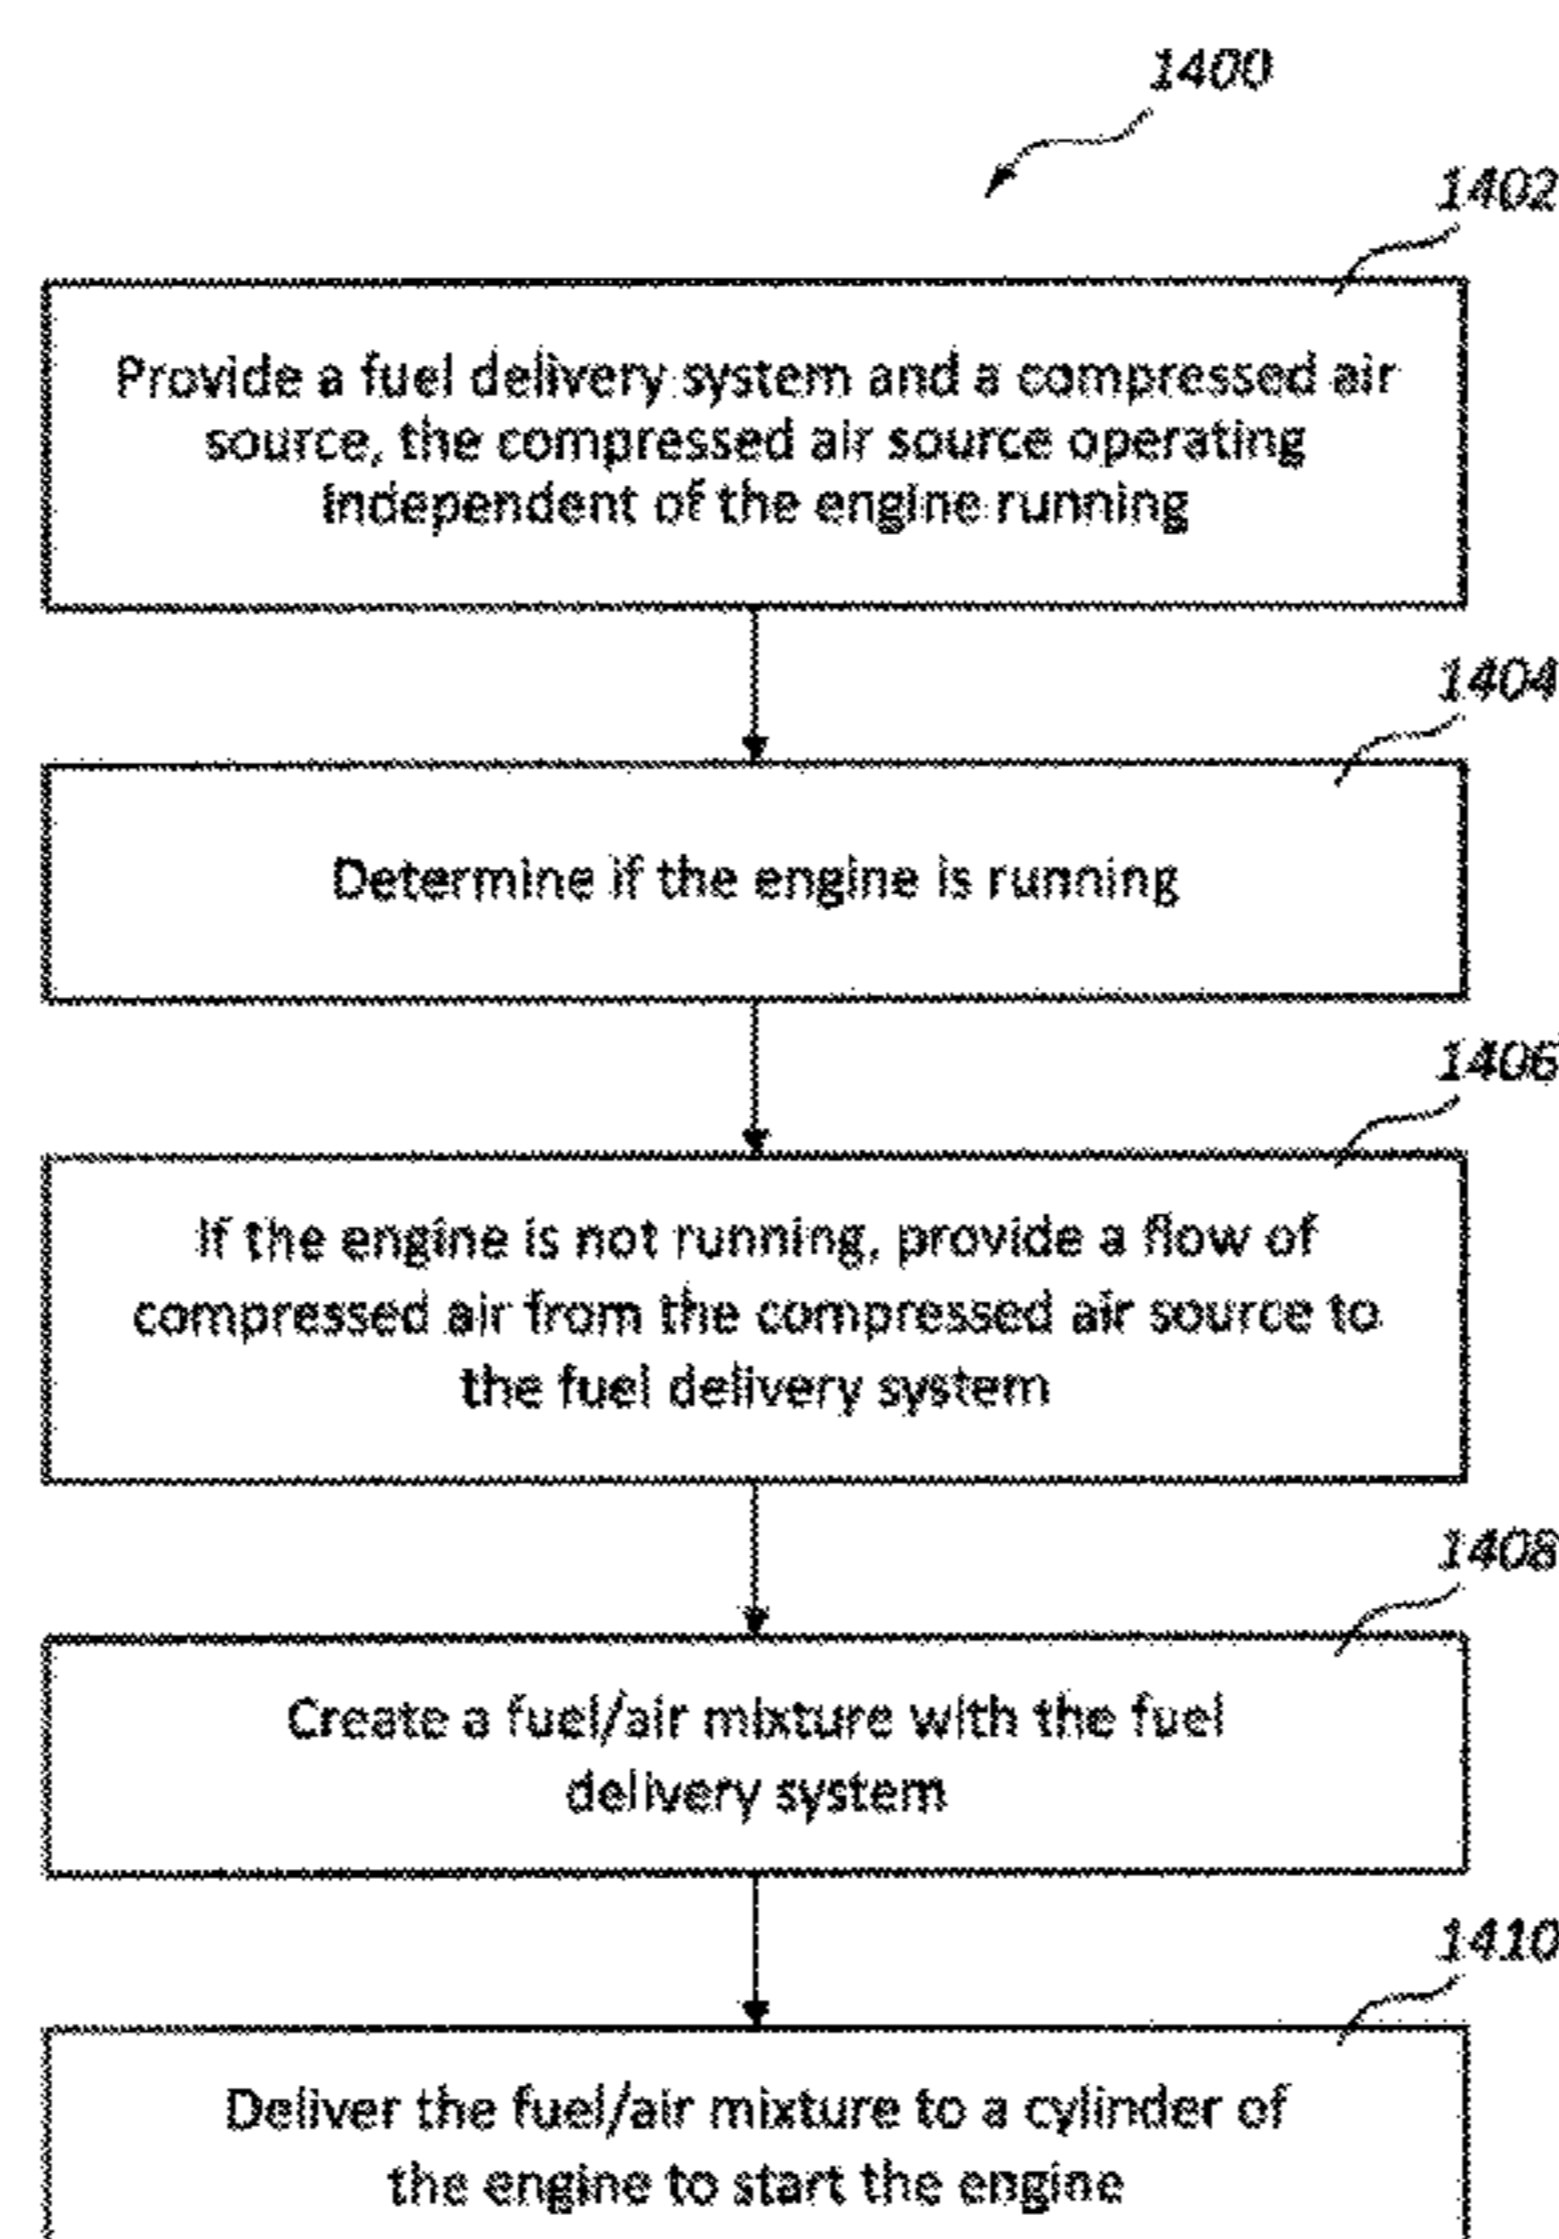 1400
1402
Provide a fuel delivery system and a compressed air
source, the compressed air source operating
independent of the engine running
1404
Determine if the engine is running
1406
If the engine is not running, provide a flow of
compressed air from the compressed air source to
the fuel delivery system
1408
Create a fuel/air mixture with the fuel
delivery system
1410
Deliver the fuel/air mixture to a cylinder of
the engine to start the engine